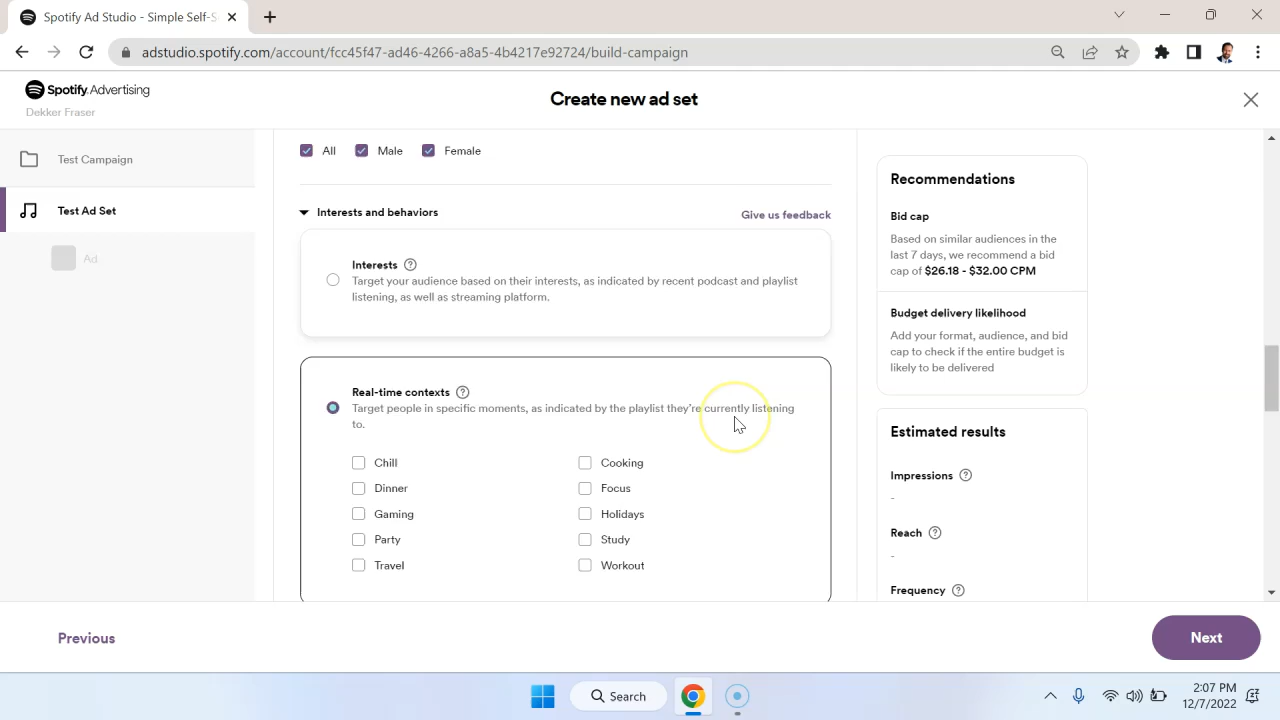 Spotify Ad Studio - Simple Self-S
adstudio.spotify.com/account/fcc45f47-ad46-4266-a8a5-4b4217e92724/build-campaign
Spotify Advertising
Dekker Fraser
Create new ad set
Test Campaign
Test Ad Set
Ad
All
Male
Female
Interests and behaviors
Give us feedback
Interests
Target your audience based on their interests, as indicated by recent podcast and playlist
listening, as well as streaming platform.
Real-time contexts
Target people in specific moments, as indicated by the playlist they're currently listening
to.
Chill
Cooking
Dinner
Focus
Gaming
Holidays
Party
Study
Travel
Workout
Recommendations
Bid cap
Based on similar audiences in the
last 7 days, we recommend a bid
cap of $26.18 - $32.00 CPM
Budget delivery likelihood
Add your format, audience, and bid
cap to check if the entire budget is
likely to be delivered
Estimated results
Impressions
-
Reach
-
Frequency
Previous
Next
Search
2:07 PM
12/7/2022